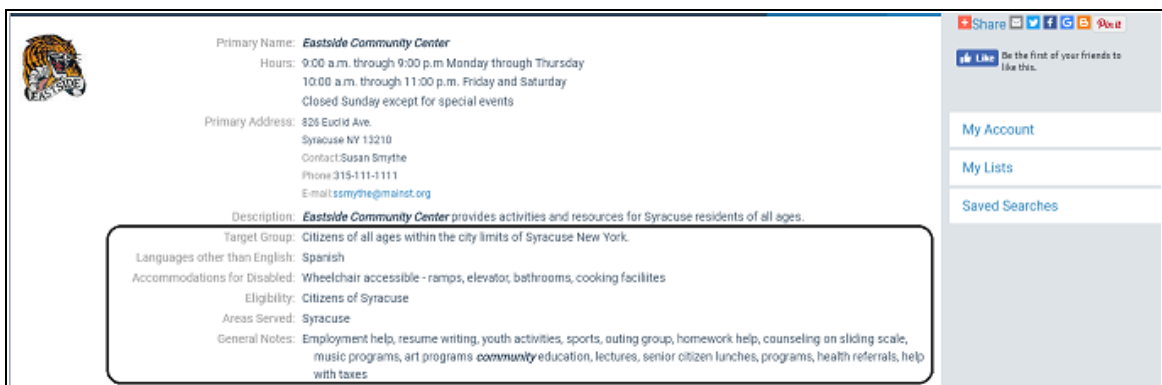 EASTSIDE
Primary Name: Eastside Community Center
Hours: 9:00 a.m. through 9:00 p.m Monday through Thursday
10:00 a.m. through 11:00 p.m. Friday and Saturday
Closed Sunday except for special events
Primary Address: 826 Euclid Ave.
Syracuse NY 13210
Contact:Susan Smythe
Phone:315-111-1111
E-mail:ssmythe@mainst.org
Description: Eastside Community Center provides activities and resources for Syracuse residents of all ages.
Target Group: Citizens of all ages within the city limits of Syracuse New York.
Languages other than English: Spanish
Accommodations for Disabled: Wheelchair accessible - ramps, elevator, bathrooms, cooking faciliites
Eligibility: Citizens of Syracuse
Areas Served: Syracuse
General Notes: Employment help, resume writing, youth activities, sports, outing group, homework help, counseling on sliding scale,
music programs, art programs community education, lectures, senior citizen lunches, programs, health referrals, help
with taxes
Share f G B Pin it
Like Be the first of your friends to
like this.
My Account
My Lists
Saved Searches